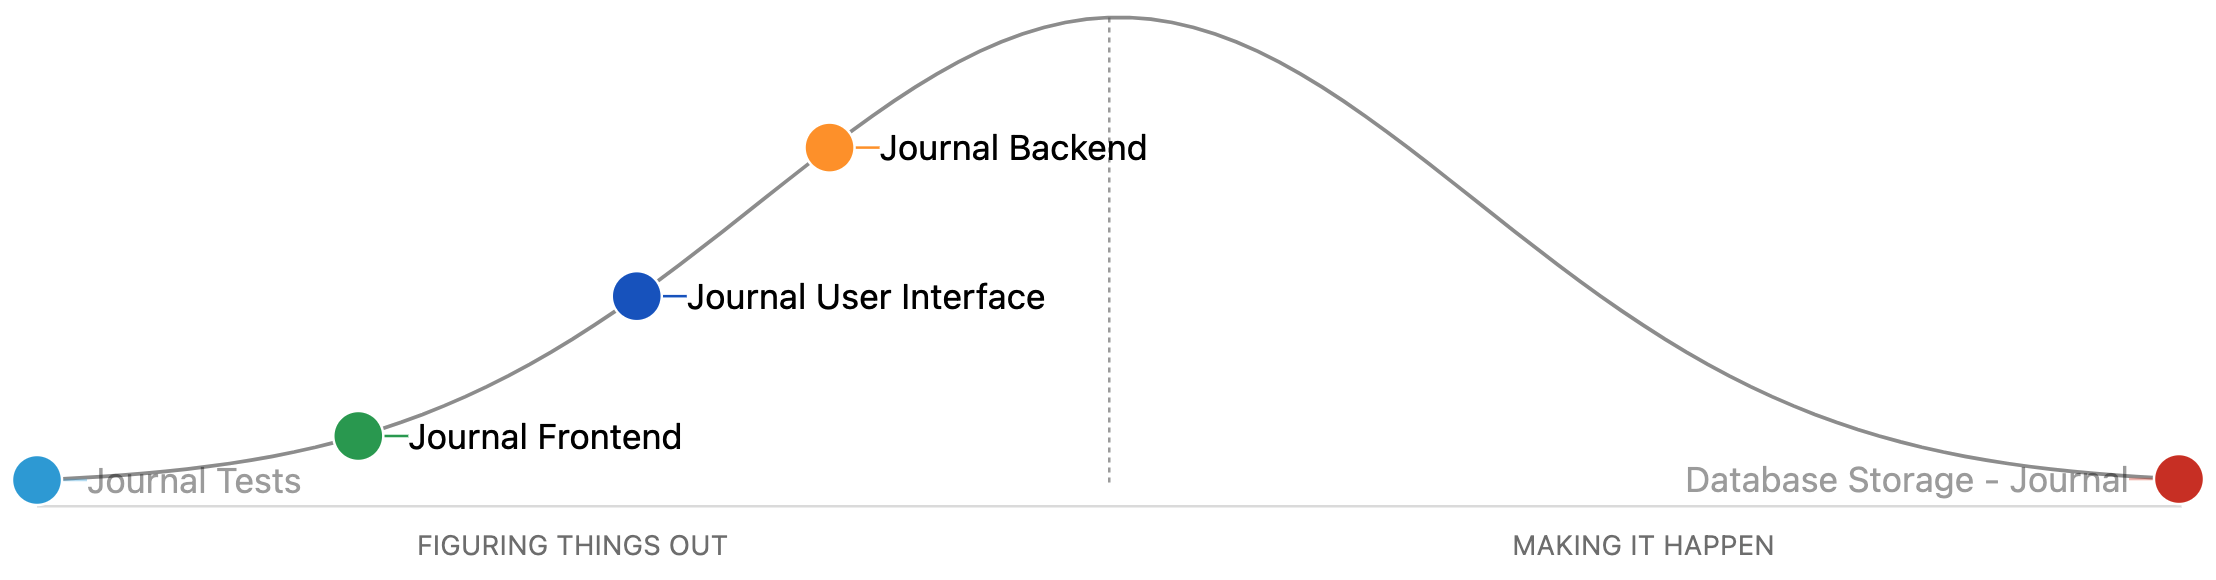 Journal Backend
Journal User Interface
Journal Frontend
Journal Tests
Database Storage - Journal
FIGURING THINGS OUT
MAKING IT HAPPEN